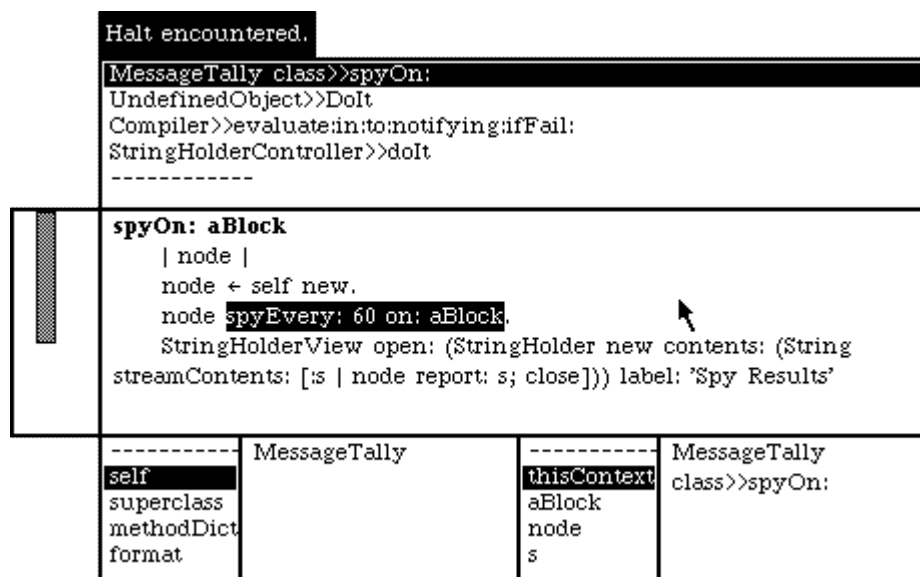 Halt encountered.
MessageTally class>>spyOn:
UndefinedObject>>DoIt
Compiler>>evaluate:in:to:notifying:ifFail:
StringHolderController>>doIt
------------
spyOn: aBlock
| node |
node ← self new.
node spyEvery: 60 on: aBlock.
StringHolderView open: (StringHolder new contents: (String
streamContents: [:s | node report: s; close])) label: 'Spy Results'
-----------
self
superclass
methodDict
format
MessageTally
-----------
thisContext
aBlock
node
s
MessageTally
class>>spyOn: